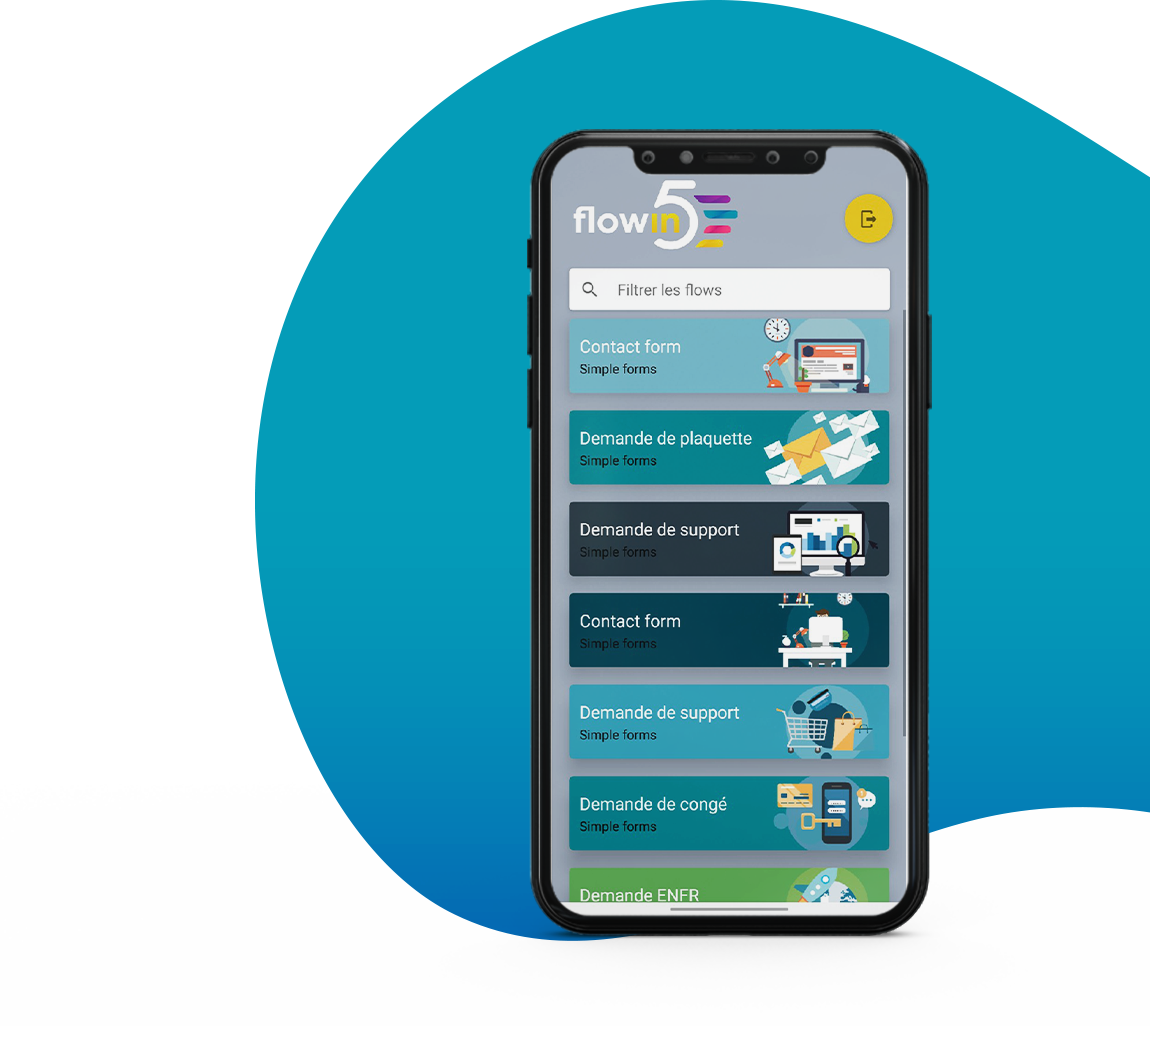 flowin5
Filtrer les flows
Contact form
Simple forms
Demande de plaquette
Simple forms
Demande de support
Simple forms
Contact form
Simple forms
Demande de support
Simple forms
Demande de congé
Simple forms
Demande ENFR